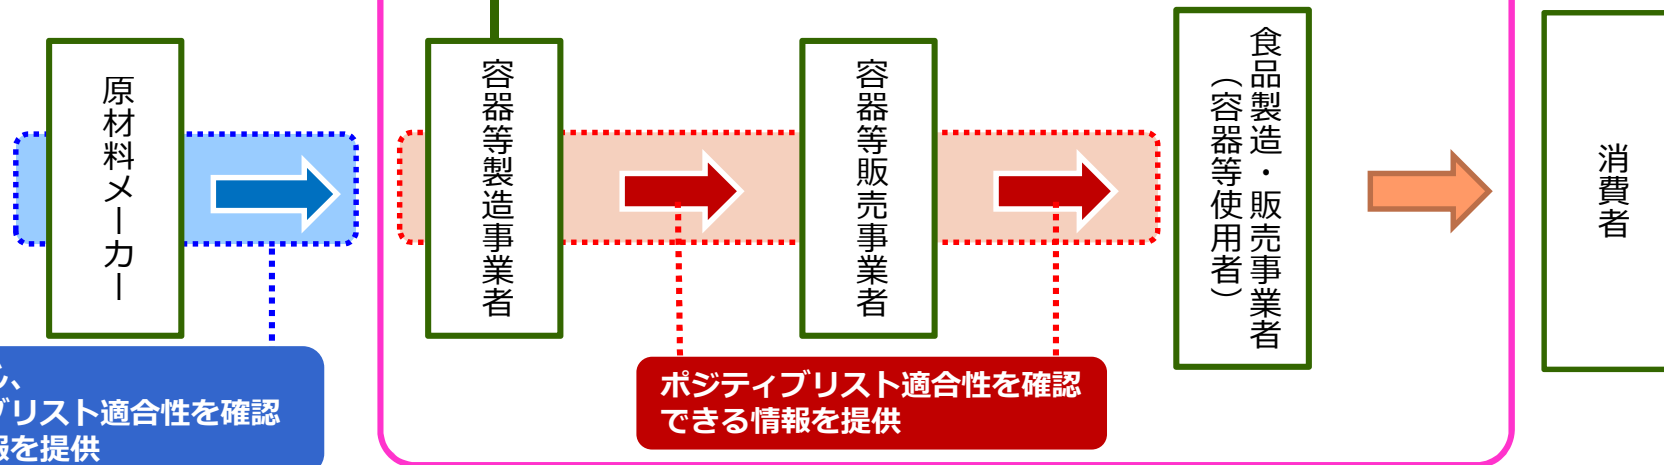 原材料メーカー
容器等製造事業者
容器等販売事業者
食品製造・販売事業者
（容器等使用者）
消費者
し、
ブリスト適合性を確認
報を提供
ポジティブリスト適合性を確認
できる情報を提供